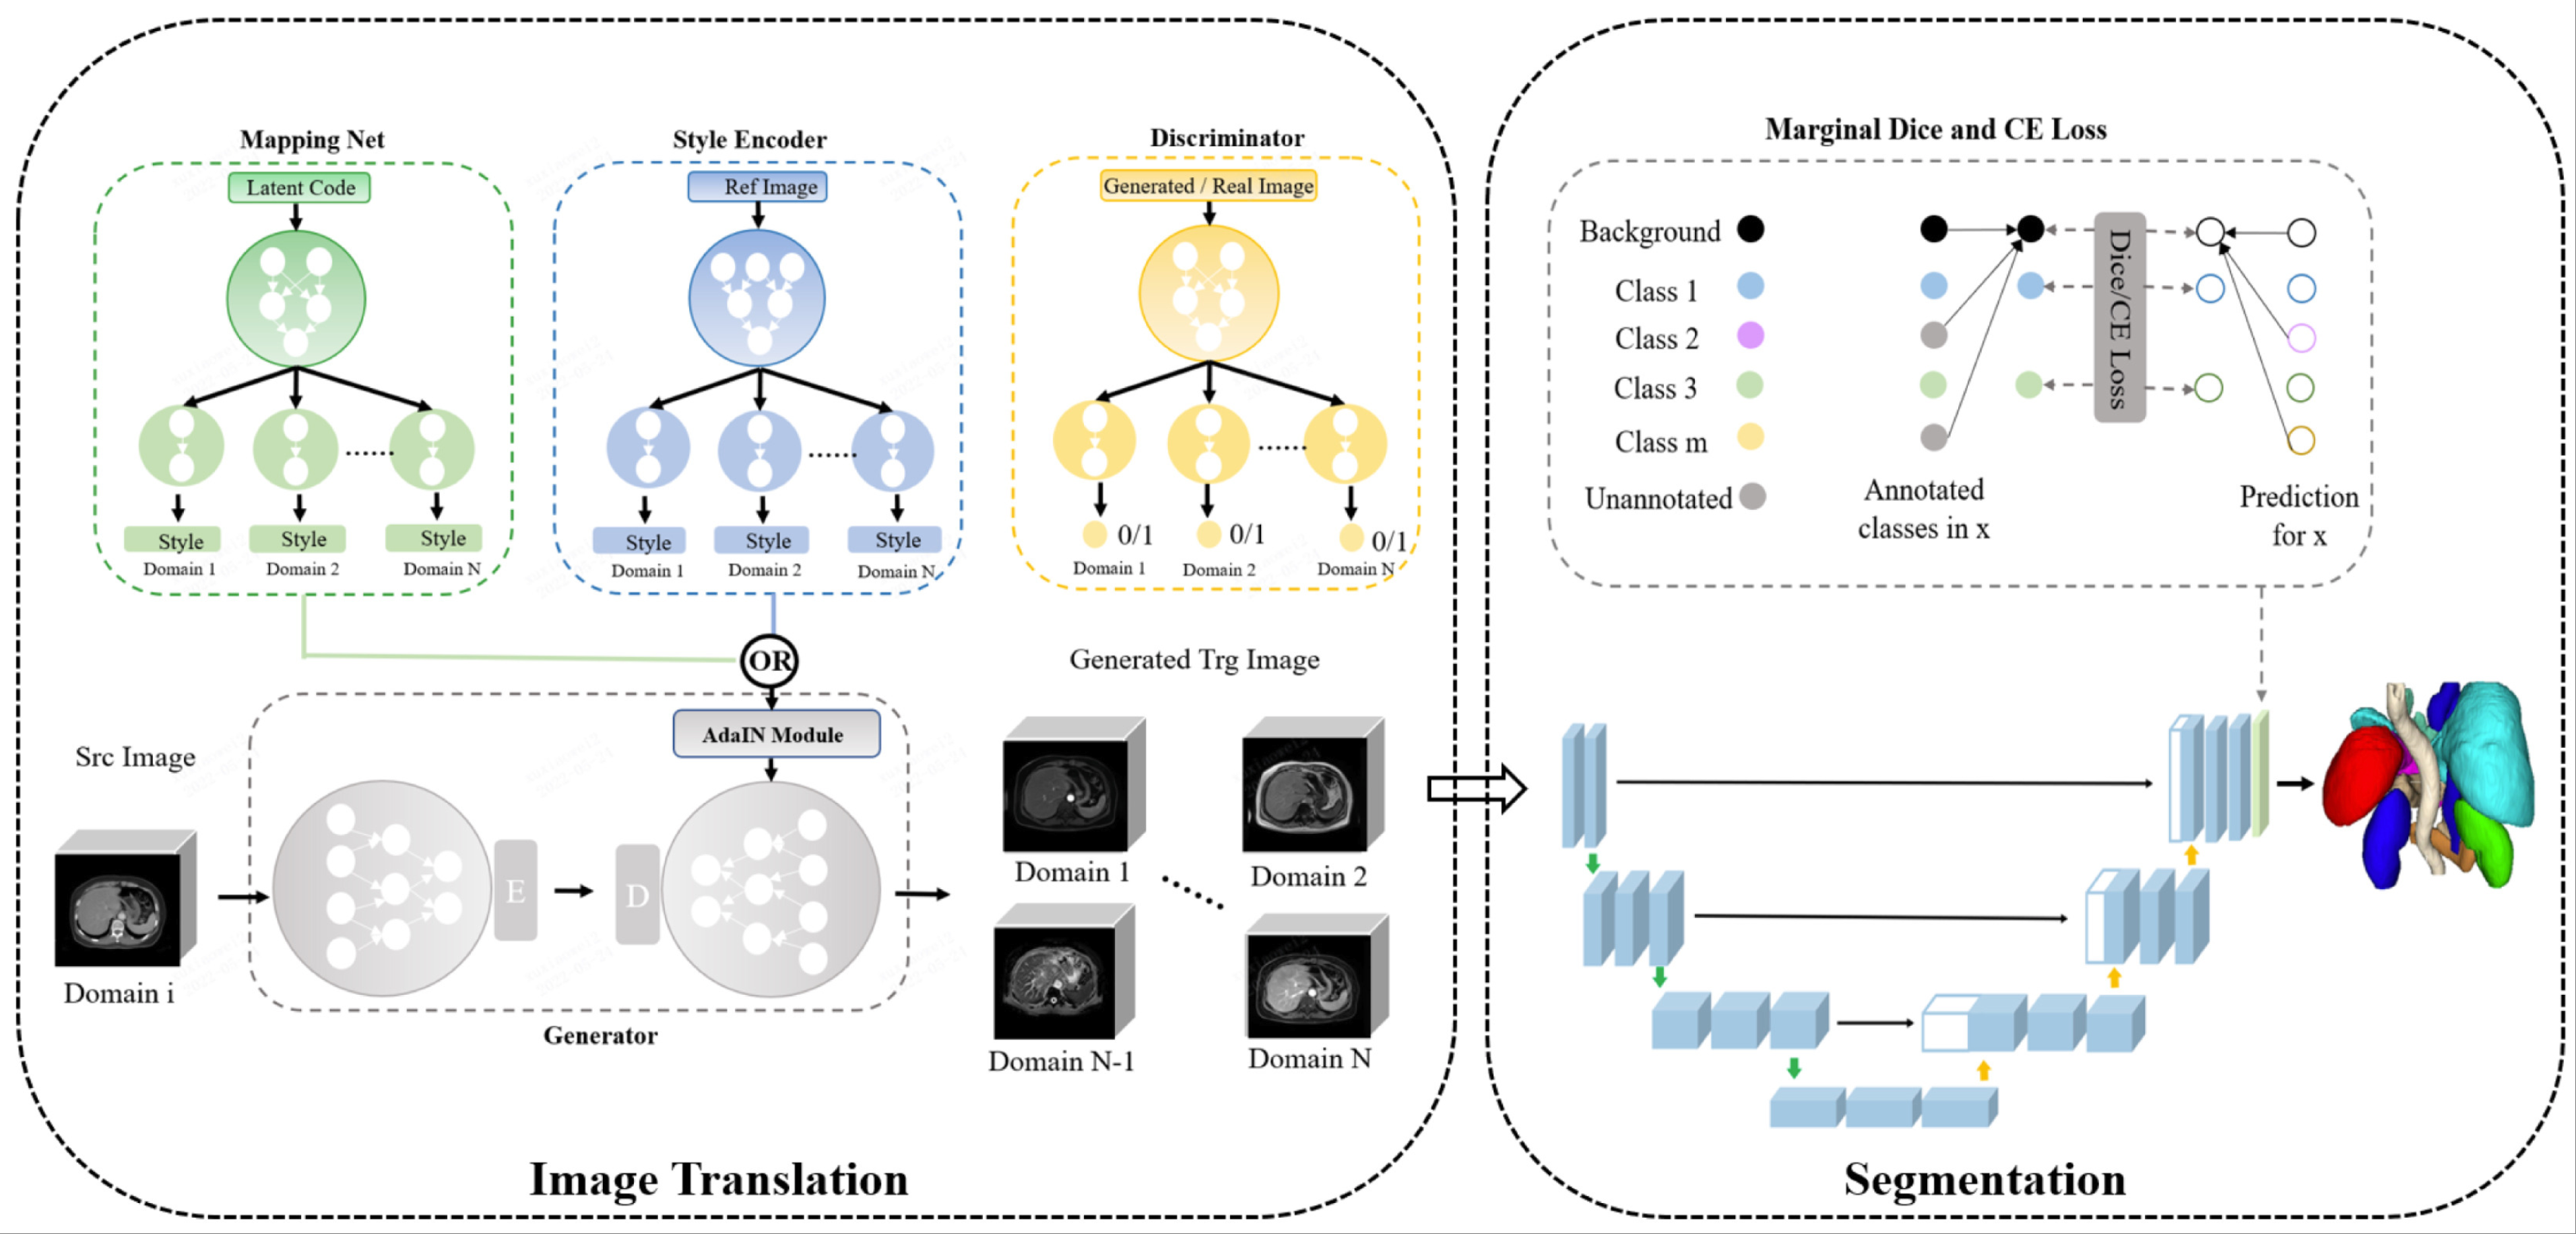 Mapping Net
Latent Code
Style
Style
Style
Domain 1
Domain 2
Domain N
Style Encoder
Ref Image
Style
Style
Style
Domain 1
Domain 2
Domain N
Discriminator
Generated / Real Image
0/1
0/1
0/1
Domain 1
Domain 2
Domain N
OR
AdaIN Module
Src Image
Domain i
E
D
Generator
Generated Trg Image
Domain 1
Domain 2
Domain N-1
Domain N
Image Translation
Marginal Dice and CE Loss
Background
Class 1
Class 2
Class 3
Class m
Unannotated
Annotated
classes in x
Dice/CE Loss
Prediction
for x
Segmentation